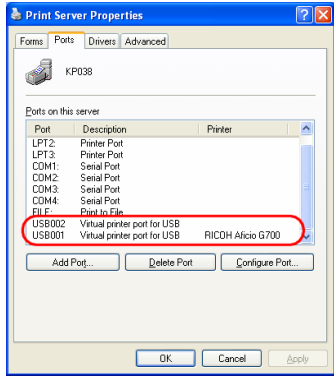 Print Server Properties
Forms Ports Drivers Advanced
KP038
Ports on this server
Port Description Printer
LPT2: Printer Port
LPT3: Printer Port
COM1: Serial Port
COM2: Serial Port
COM3: Serial Port
COM4: Serial Port
FILE: Print to File
USB002 Virtual printer port for USB
USB001 Virtual printer port for USB RICOH Aficio G700
Add Port... Delete Port Configure Port...
OK Cancel Apply